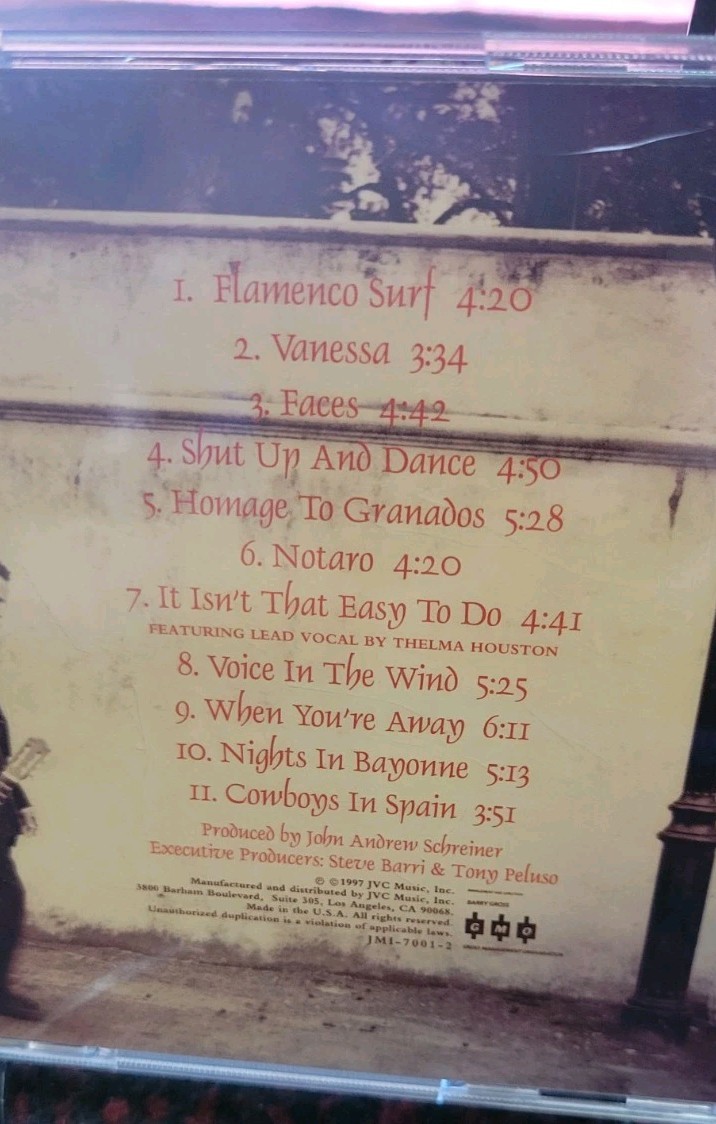 1. Flamenco Surf 4:20
2. Vanessa 3:34
3. Faces 4:42
4. Shut Up And Dance 4:50
5. Homage To Granados 5:28
6. Notaro 4:20
7. It Isn't That Easy To Do 4:41
FEATURING LEAD VOCAL BY THELMA HOUSTON
8. Voice In The Wind 5:25
9. When You're Away 6:11
10. Nights In Bayonne 5:13
11. Cowboys In Spain 3:51
Produced by John Andrew Schreiner
Executive Producers: Steve Barri & Tony Peluso
℗ © 1997 JVC Music, Inc.
Manufactured and distributed by JVC Music, Inc.
3800 Barham Boulevard, Suite 305, Los Angeles, CA 90068.
Made in the U.S.A. All rights reserved.
Unauthorized duplication is a violation of applicable laws.
JMI-7001-2
BARRY GROSS
G M O